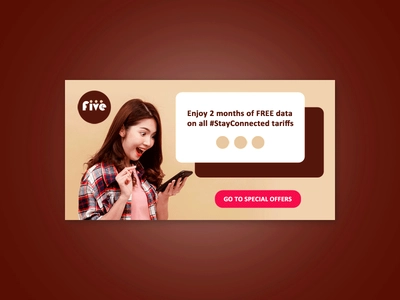 Five
Enjoy 2 months of FREE data
on all #StayConnected tariffs
GO TO SPECIAL OFFERS